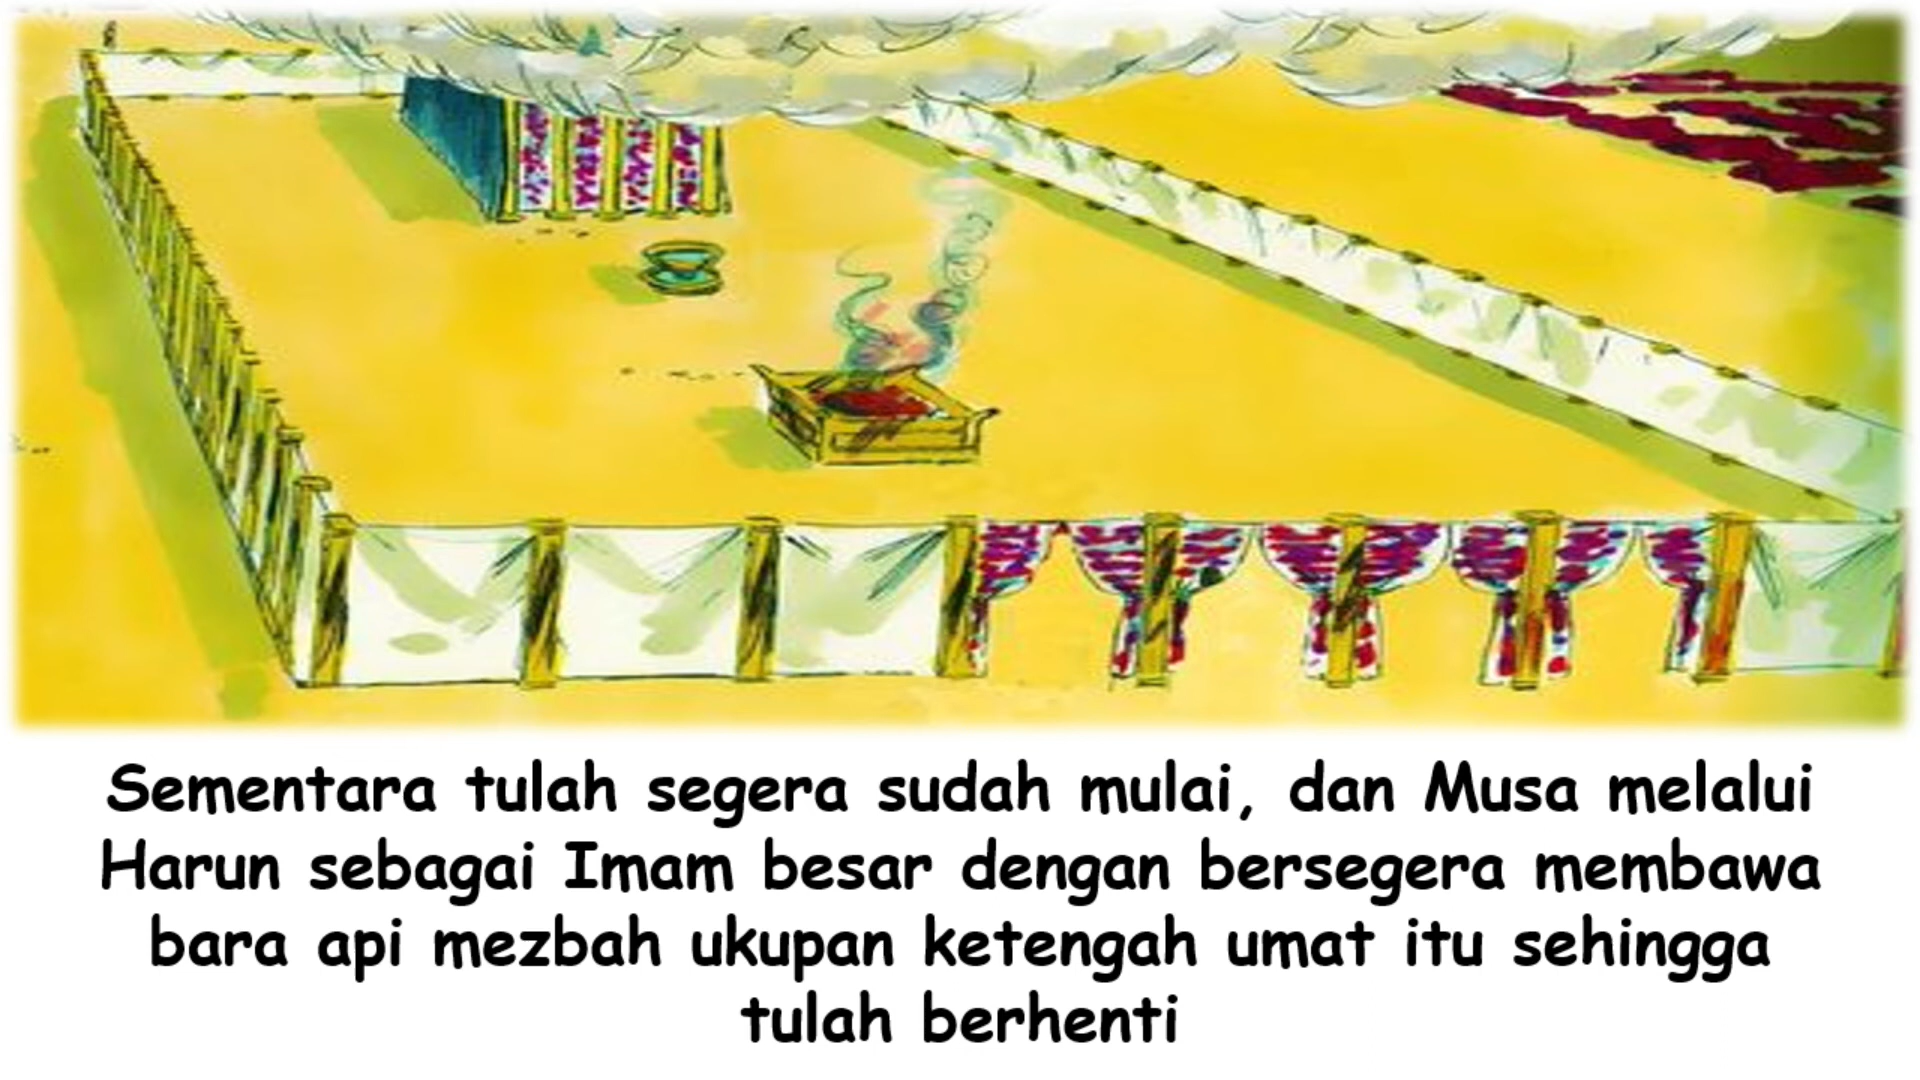 Sementara tulah segera sudah mulai, dan Musa melalui
Harun sebagai Imam besar dengan bersegera membawa
bara api mezbah ukupan ketengah umat itu sehingga
tulah berhenti